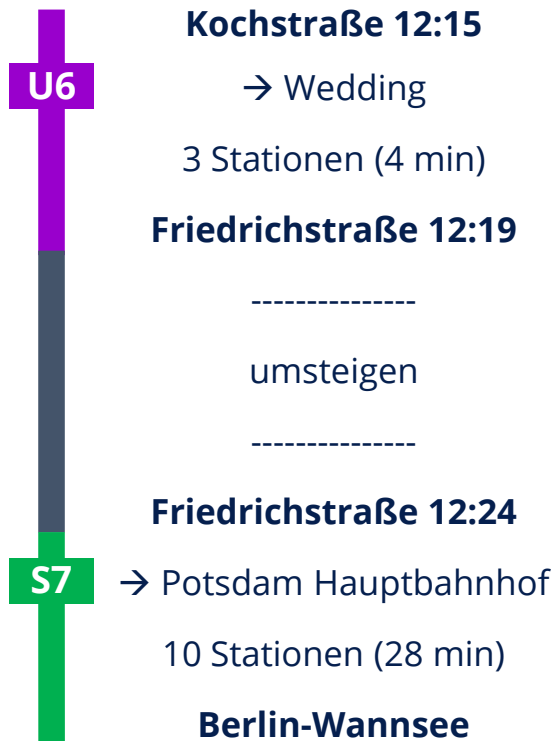 Kochstraße 12:15
U6
→ Wedding
3 Stationen (4 min)
Friedrichstraße 12:19
---------------
umsteigen
---------------
Friedrichstraße 12:24
S7
→ Potsdam Hauptbahnhof
10 Stationen (28 min)
Berlin-Wannsee